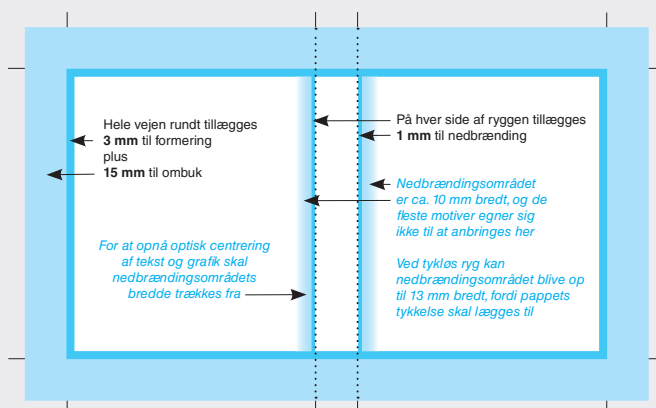 Hele vejen rundt tillægges
3 mm til formering
plus
15 mm til ombuk
For at opnå optisk centrering
af tekst og grafik skal
nedbrændingsområdets
bredde trækkes fra
På hver side af ryggen tillægges
1 mm til nedbrænding
Nedbrændingsområdet
er ca. 10 mm bredt, og de
fleste motiver egner sig
ikke til at anbringes her
Ved tykløs ryg kan
nedbrændingsområdet blive op
til 13 mm bredt, fordi pappets
tykkelse skal lægges til